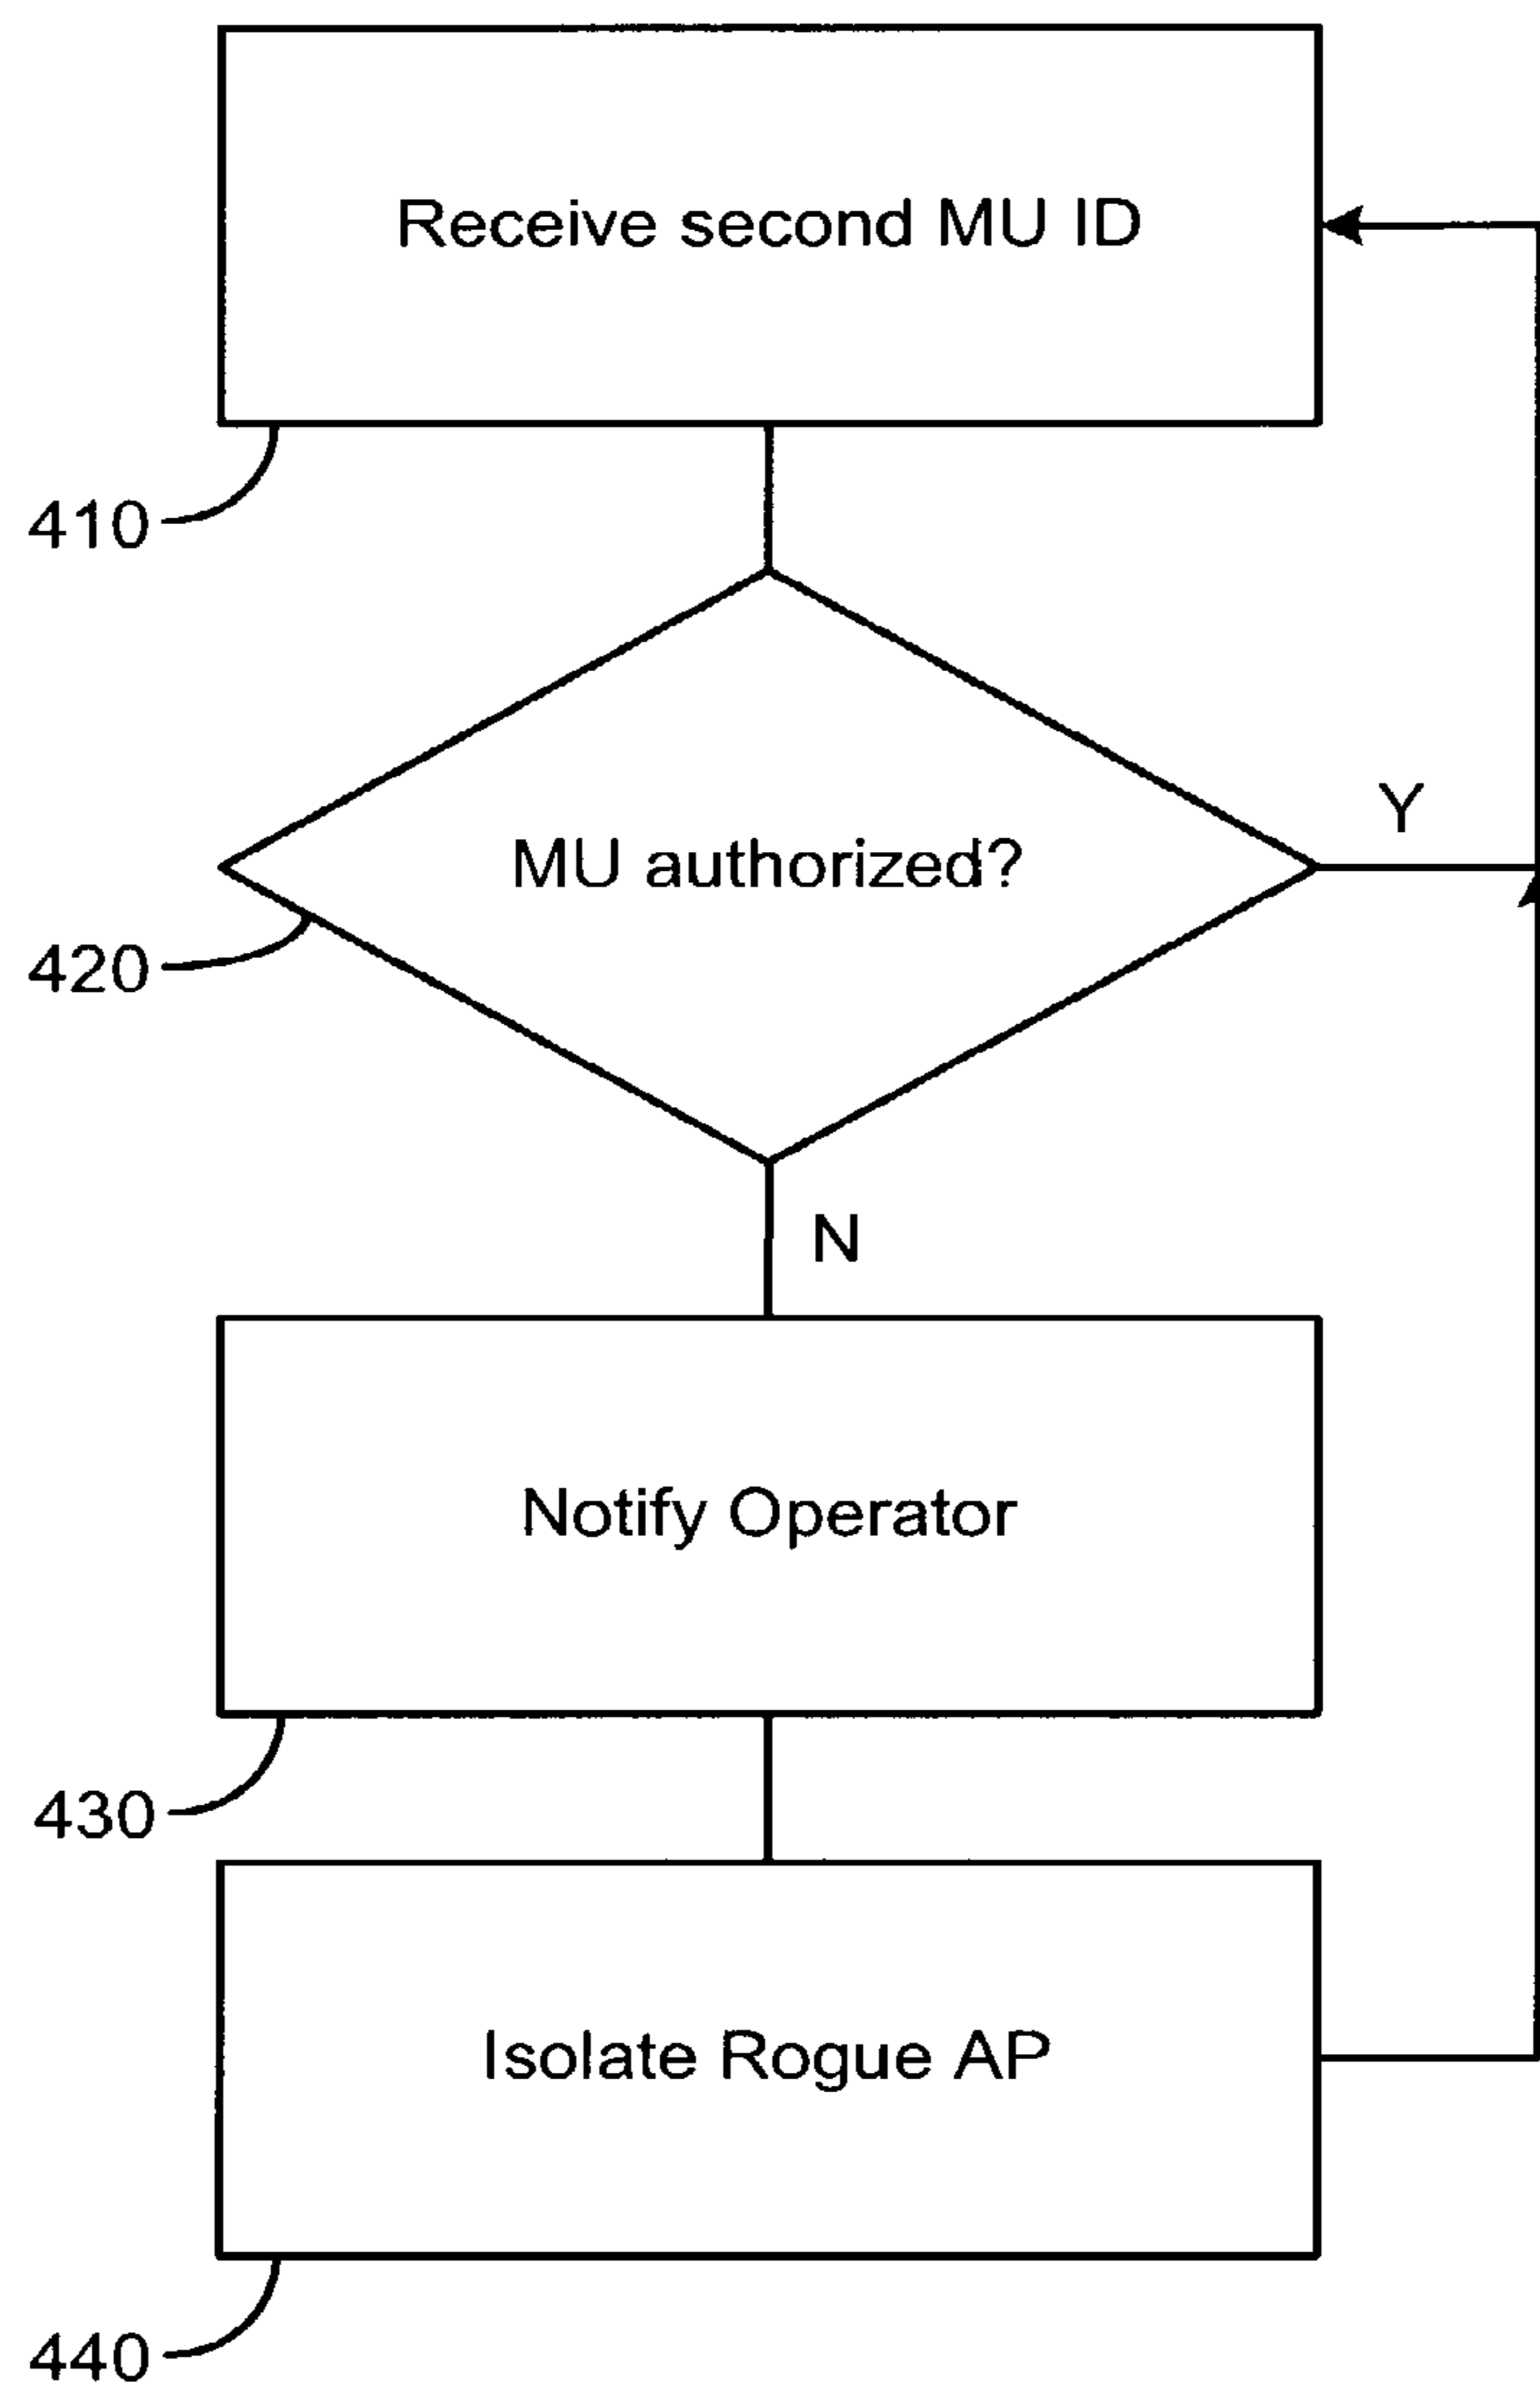 Receive second MU ID
410
MU authorized?
Y
420
N
Notify Operator
430
Isolate Rogue AP
440